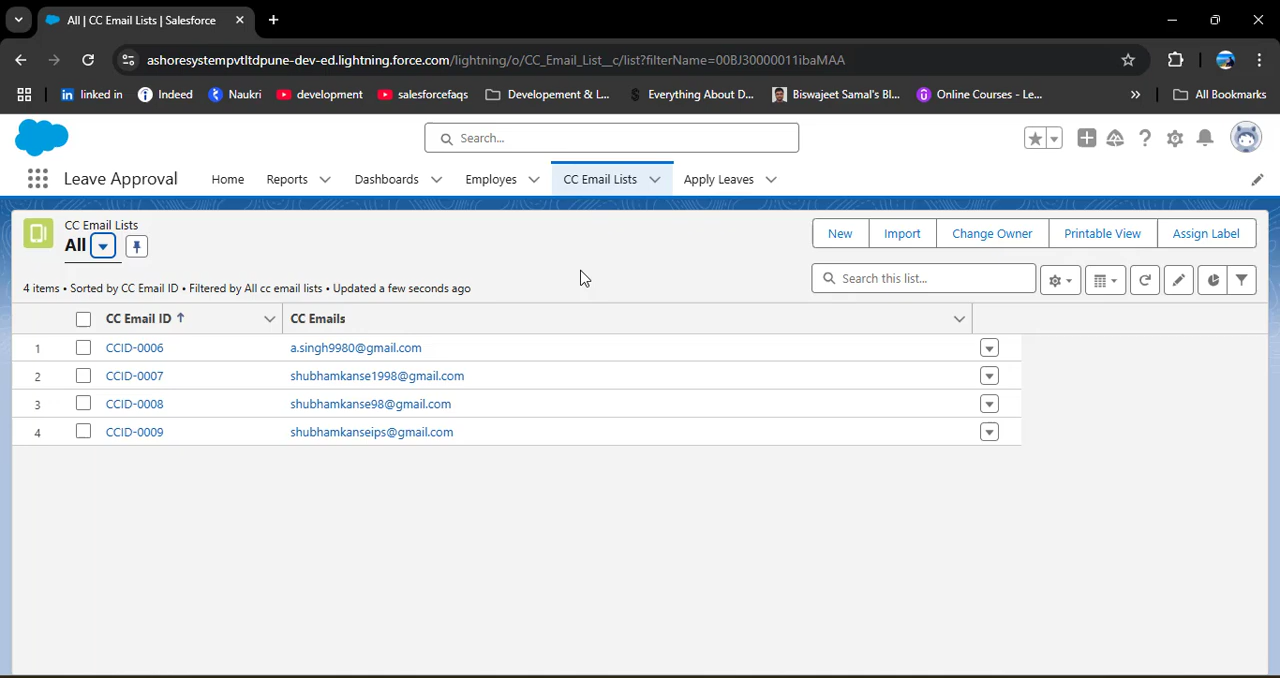 All | CC Email Lists | Salesforce
ashoresystempvtltdpune-dev-ed.lightning.force.com/lightning/o/CC_Email_List__c/list?filterName=00BJ30000011ibaMAA
linked in Indeed Naukri development salesforcefaqs Developement & L... Everything About D... Biswajeet Samal's Bl... Online Courses - Le... » All Bookmarks
Search...
Leave Approval Home Reports Dashboards Employes CC Email Lists Apply Leaves
CC Email Lists
All
New Import Change Owner Printable View Assign Label
Search this list...
4 items • Sorted by CC Email ID • Filtered by All cc email lists • Updated a few seconds ago
CC Email ID ↑ CC Emails
1 CCID-0006 a.singh9980@gmail.com
2 CCID-0007 shubhamkanse1998@gmail.com
3 CCID-0008 shubhamkanse98@gmail.com
4 CCID-0009 shubhamkanseips@gmail.com